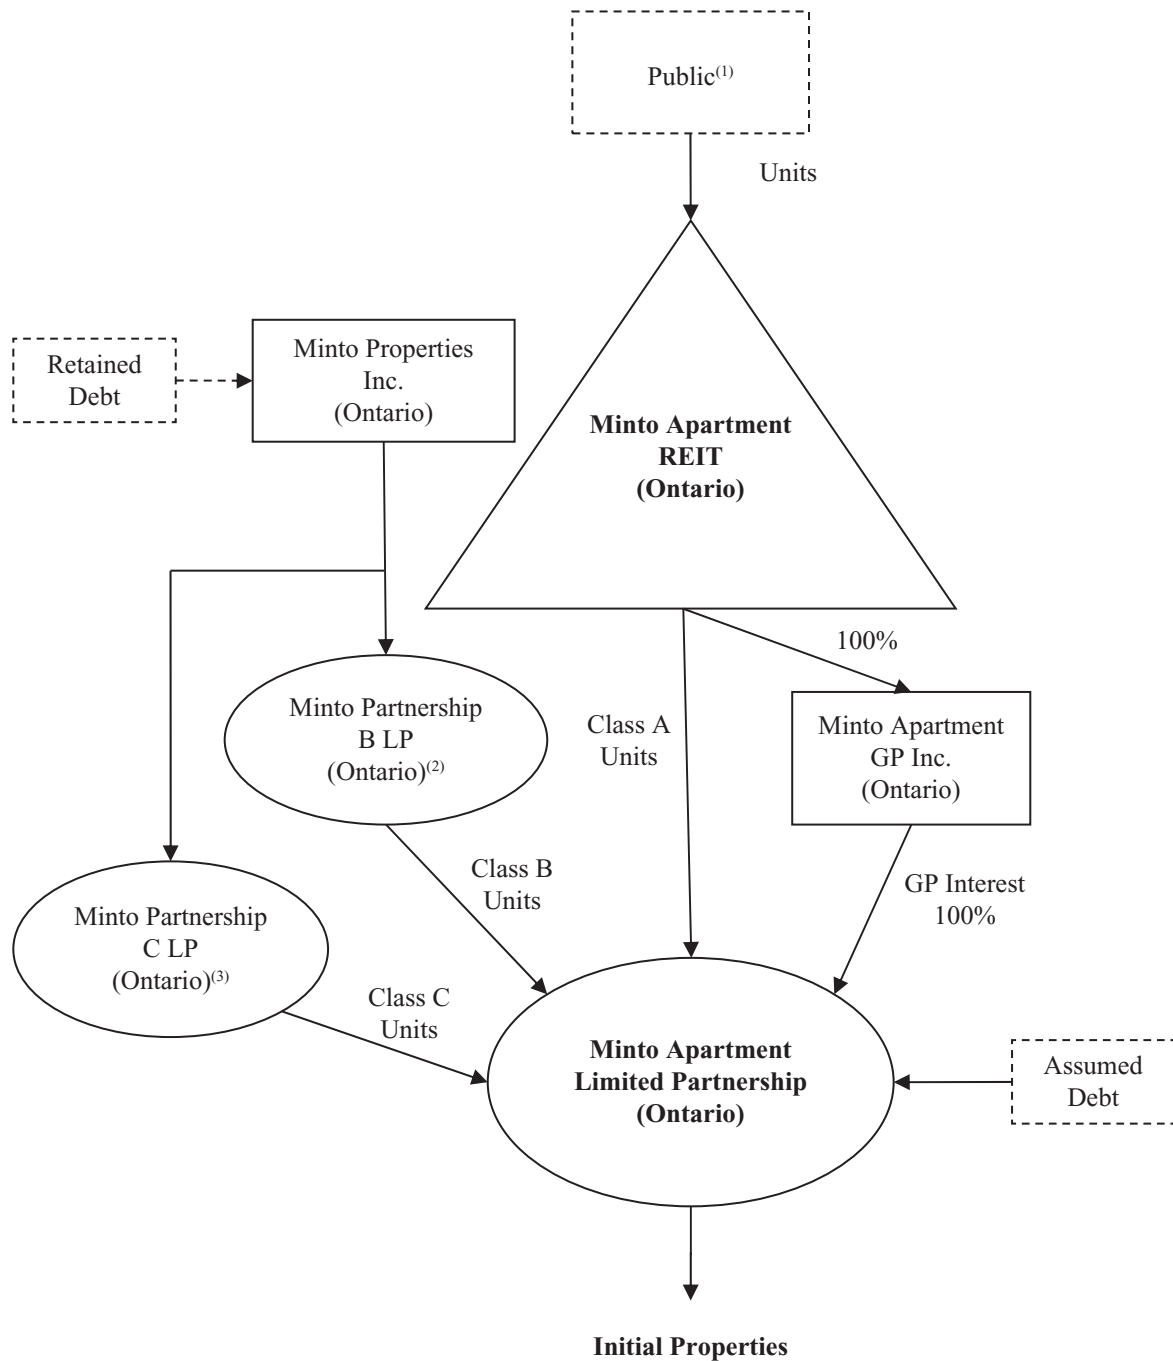 Public(1)
Units
Retained
Debt
Minto Properties
Inc.
(Ontario)
Minto Apartment
REIT
(Ontario)
100%
Minto Partnership
B LP
(Ontario)(2)
Class A
Units
Minto Apartment
GP Inc.
(Ontario)
Class B
Units
GP Interest
100%
Minto Partnership
C LP
(Ontario)(3)
Class C
Units
Minto Apartment
Limited Partnership
(Ontario)
Assumed
Debt
Initial Properties